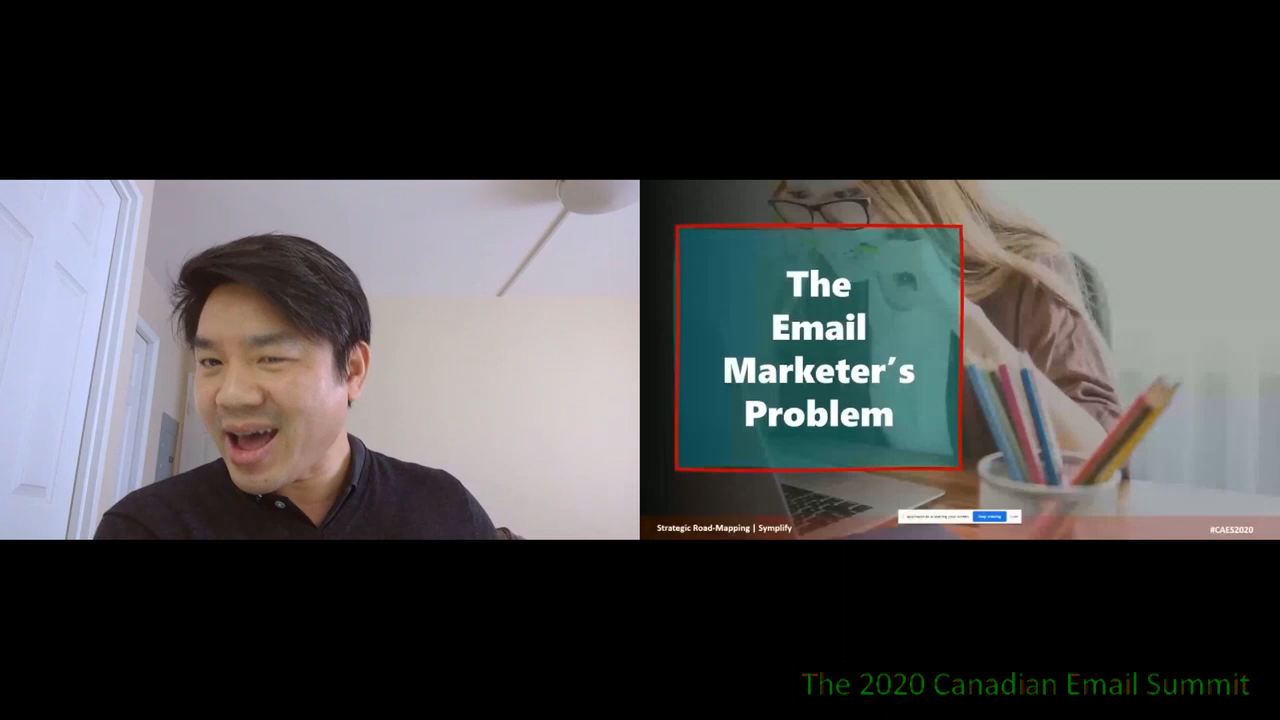 The
Email
Marketer's
Problem
Stop sharing
Strategic Road-Mapping | Symplify
#CAES2020
The 2020 Canadian Email Summit